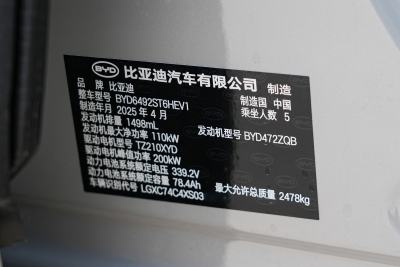 BYD 比亚迪汽车有限公司 制造
品 牌 比亚迪 制造国 中国
整车型号 BYD6492ST6HEV1 乘坐人数 5
制造年月 2025 年 4 月
发动机排量 1498mL 发动机型号 BYD472ZQB
发动机最大净功率 110kW
驱动电机型号 TZ210XYD
驱动电机峰值功率 200kW
动力电池系统额定电压 339.2V
动力电池系统额定容量 78.4Ah
车辆识别代号 LGXC74C4XS03 最大允许总质量 2478kg